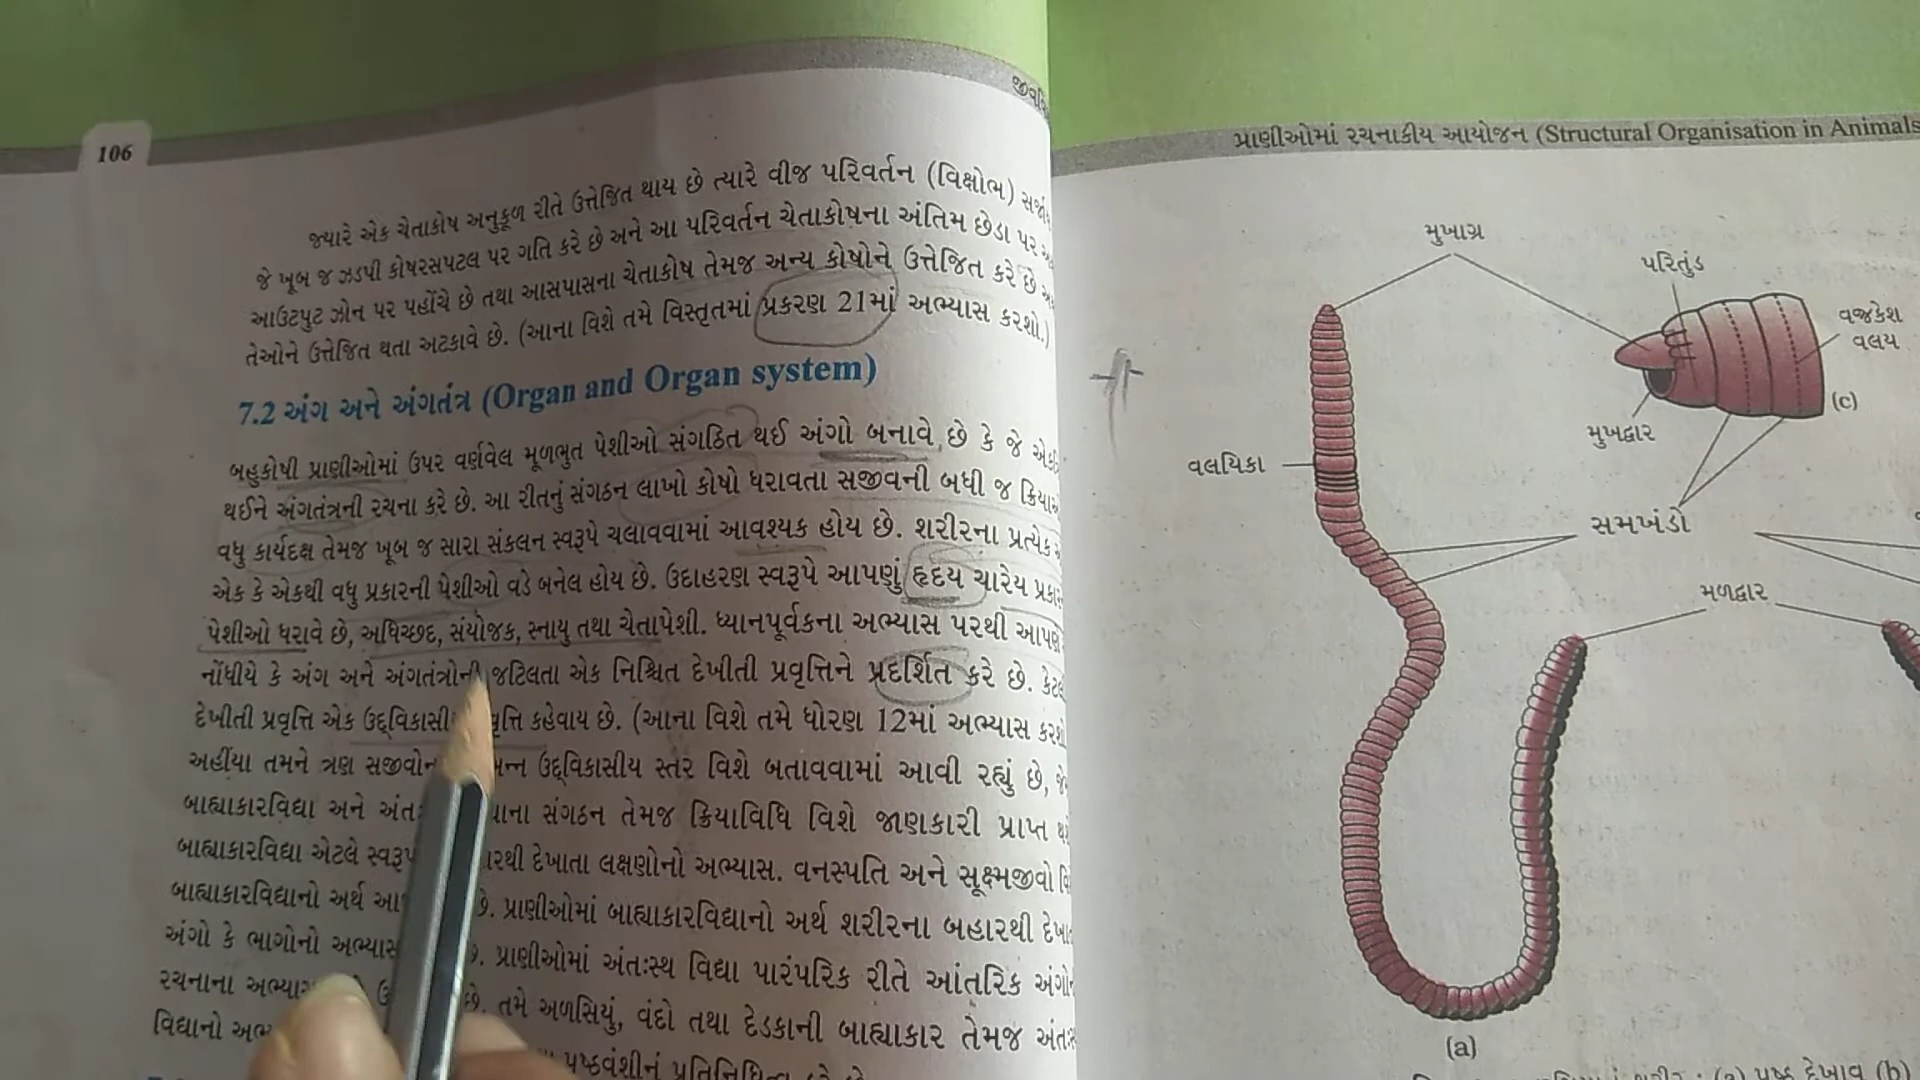 106
જ્યારે એક ચેતાકોષ અનુકૂળ રીતે ઉત્તેજિત થાય છે ત્યારે વીજ પરિવર્તન (વિક્ષોભ)
જે ખૂબ જ ઝડપી કોષરસપટલ પર ગતિ કરે છે અને આ પરિવર્તન ચેતાકોષના અંતિમ છેડા પર
આઉટપુટ ઝોન પર પહોંચે છે તથા આસપાસના ચેતાકોષ તેમજ અન્ય કોષોને ઉત્તેજિત કરે છે
તેઓને ઉત્તેજિત થતા અટકાવે છે. (આના વિશે તમે વિસ્તૃતમાં પ્રકરણ 21માં અભ્યાસ કરશો.)
7.2 અંગ અને અંગતંત્ર (Organ and Organ system)
બહુકોષી પ્રાણીઓમાં ઉપર વર્ણવેલ મૂળભુત પેશીઓ સંગઠિત થઈ અંગો બનાવે છે કે જે
થઈને અંગતંત્રની રચના કરે છે. આ રીતનું સંગઠન લાખો કોષો ધરાવતા સજીવની બધી જ
વધુ કાર્યદક્ષ તેમજ ખૂબ જ સારા સંકલન સ્વરૂપે ચલાવવામાં આવશ્યક હોય છે. શરીરના પ્રત્યેક
એક કે એકથી વધુ પ્રકારની પેશીઓ વડે બનેલ હોય છે. ઉદાહરણ સ્વરૂપે આપણું હૃદય ચારેય
પેશીઓ ધરાવે છે, અધિચ્છદ, સંયોજક, સ્નાયુ તથા ચેતાપેશી. ધ્યાનપૂર્વકના અભ્યાસ પરથી
નોંધીયે કે અંગ અને અંગતંત્રોની જટિલતા એક નિશ્ચિત દેખીતી પ્રવૃત્તિને પ્રદર્શિત કરે છે.
દેખીતી પ્રવૃત્તિ એક ઉદ્દવિકાસીય કહેવાય છે. (આના વિશે તમે ધોરણ 12માં અભ્યાસ
અહીંયા તમને ત્રણ ઉદ્દવિકાસીય સ્તર વિશે બતાવવામાં આવી રહ્યું છે,
બાહ્યાકારવિદ્યા અને સંગઠન તેમજ ક્રિયાવિધિ વિશે જાણકારી પ્રાપ્ત
બાહ્યાકારવિદ્યા એટલે દેખાતા લક્ષણોનો અભ્યાસ. વનસ્પતિ અને સૂક્ષ્મજીવો
બાહ્યાકારવિદ્યાનો અર્થ છે. પ્રાણીઓમાં બાહ્યાકારવિદ્યાનો અર્થ શરીરના બહારથી
અંગો કે ભાગોનો અભ્યાસ પ્રાણીઓમાં અંતઃસ્થ વિદ્યા પારંપરિક રીતે આંતરિક
રચનાના છે. તમે અળસિયું, વંદો તથા દેડકાની બાહ્યાકાર તેમજ
વિદ્યાનો
પ્રાણીઓમાં રચનાકીય આયોજન (Structural Organisation in Animals
મુખાગ્ર
પરિતુંડ
વજ્રકેશ
વલય
(c)
મુખદ્વાર
વલયિકા
સમખંડો
મળદ્વાર
(a)